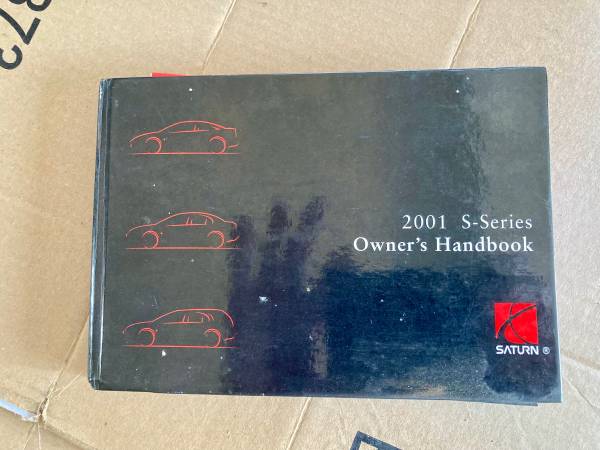 2001 S-Series
Owner's Handbook
SATURN ®